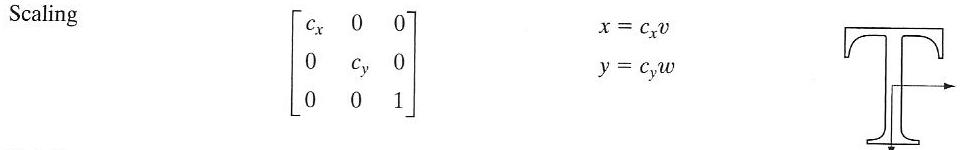 Scaling
[c_x 0 0]
[0 c_y 0]
[0 0 1]
x = c_x v
y = c_y w
T